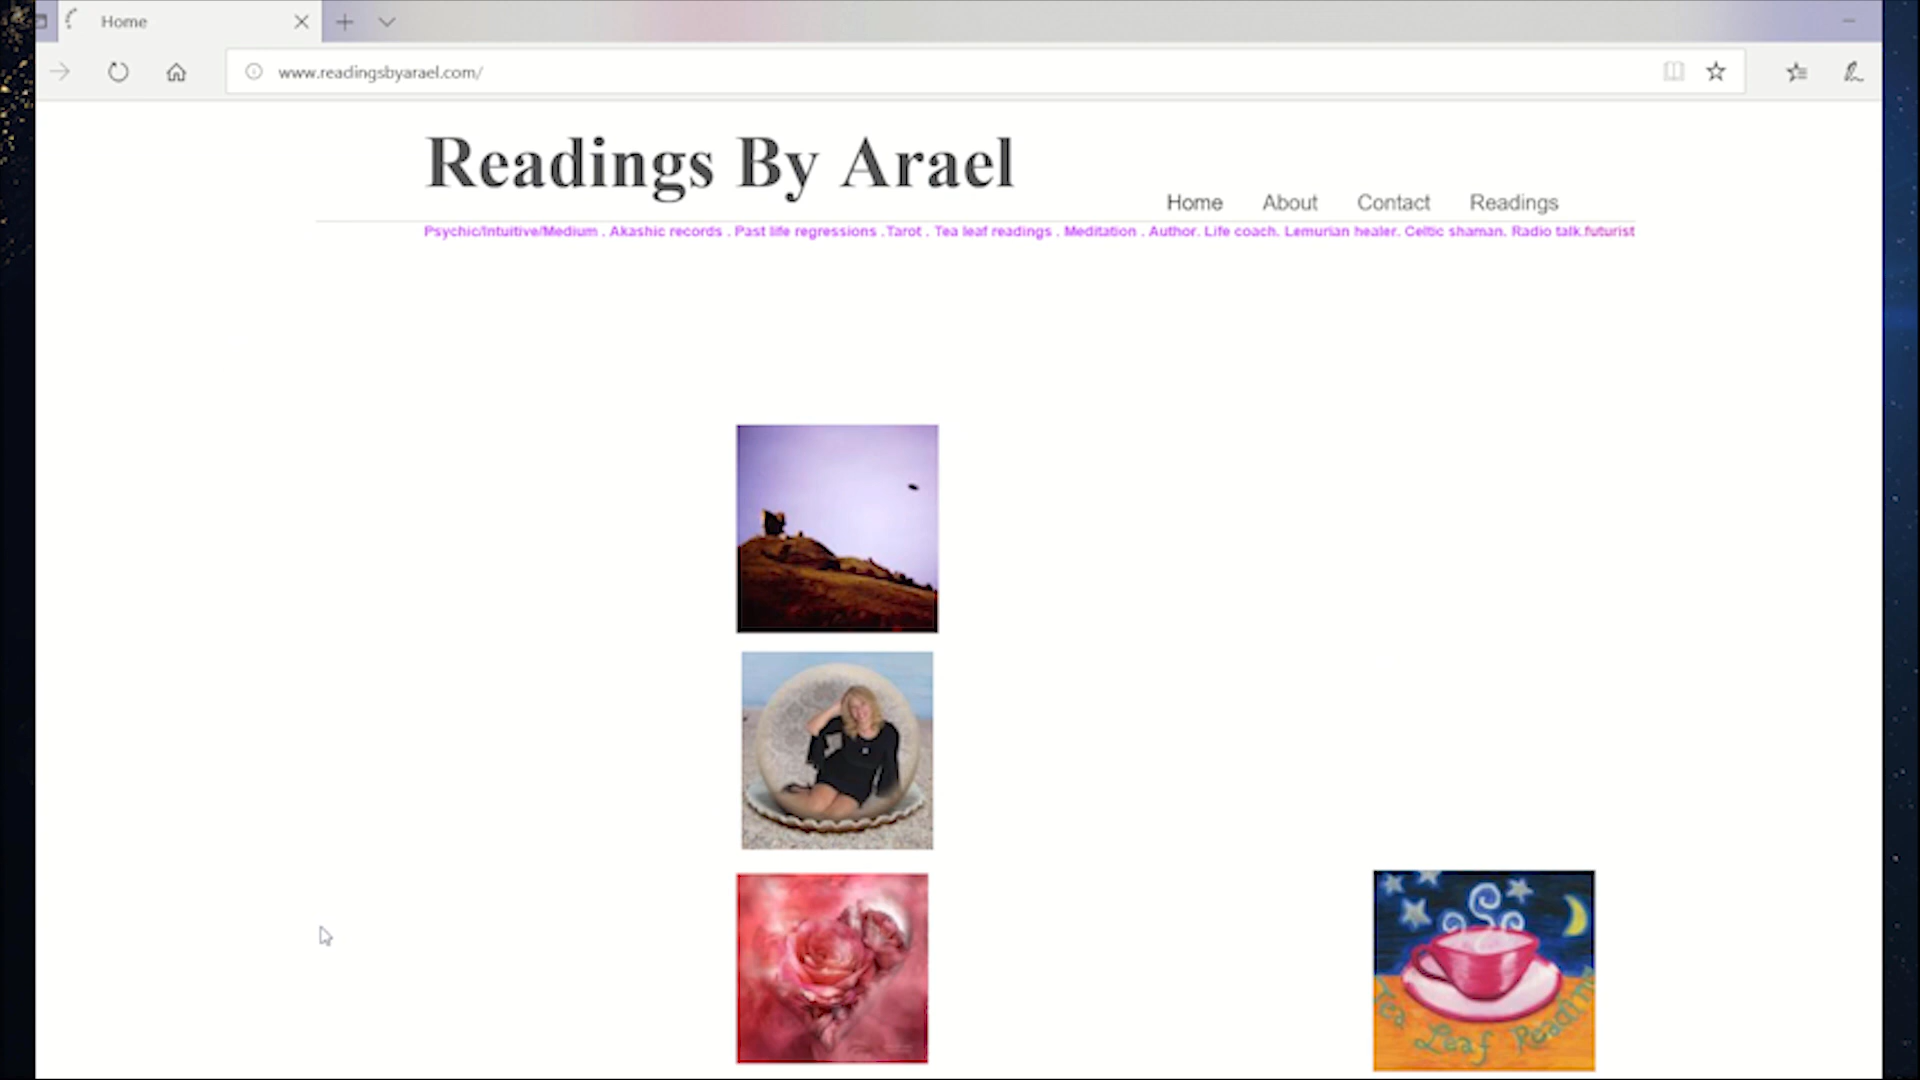 Home
www.readingsbyarael.com/
Readings By Arael
Home About Contact Readings
Psychic/Intuitive/Medium . Akashic records . Past life regressions .Tarot . Tea leaf readings . Meditation . Author. Life coach. Lemurian healer. Celtic shaman. Radio talk.futurist
Tea Leaf Reading